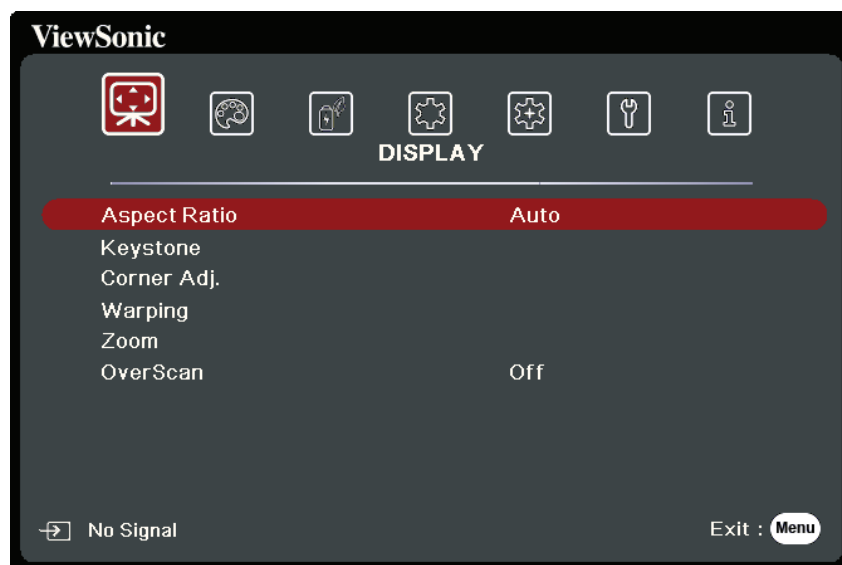 ViewSonic
DISPLAY
Aspect Ratio Auto
Keystone
Corner Adj.
Warping
Zoom
OverScan Off
No Signal Exit : Menu